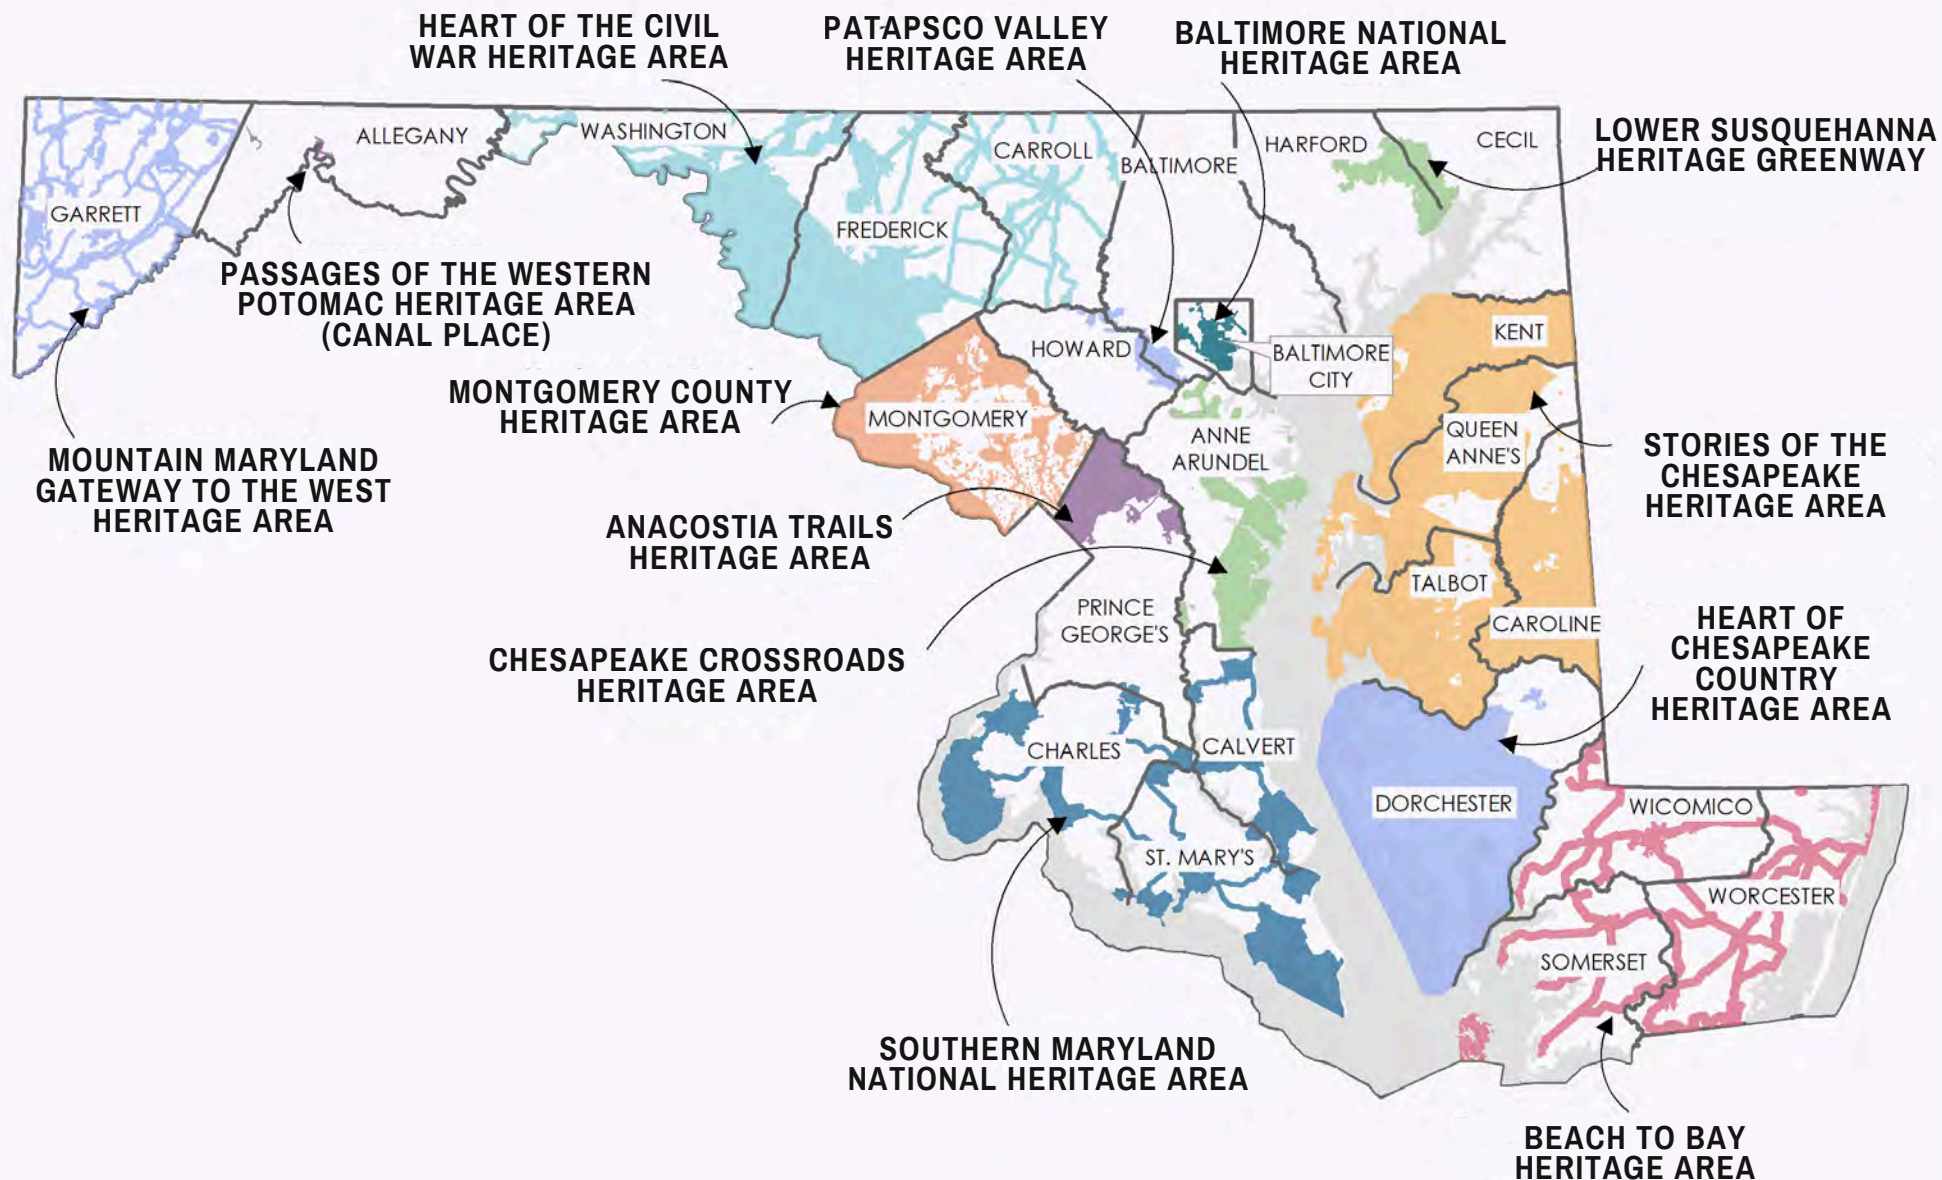 HEART OF THE CIVIL
WAR HERITAGE AREA
PATAPSCO VALLEY
HERITAGE AREA
BALTIMORE NATIONAL
HERITAGE AREA
LOWER SUSQUEHANNA
HERITAGE GREENWAY
ALLEGANY
WASHINGTON
CARROLL
BALTIMORE
HARFORD
CECIL
GARRETT
FREDERICK
PASSAGES OF THE WESTERN
POTOMAC HERITAGE AREA
(CANAL PLACE)
HOWARD
BALTIMORE
CITY
KENT
MONTGOMERY COUNTY
HERITAGE AREA
MONTGOMERY
ANNE
ARUNDEL
QUEEN
ANNE'S
STORIES OF THE
CHESAPEAKE
HERITAGE AREA
MOUNTAIN MARYLAND
GATEWAY TO THE WEST
HERITAGE AREA
ANACOSTIA TRAILS
HERITAGE AREA
TALBOT
CAROLINE
PRINCE
GEORGE'S
HEART OF
CHESAPEAKE
COUNTRY
HERITAGE AREA
CHESAPEAKE CROSSROADS
HERITAGE AREA
CHARLES
CALVERT
DORCHESTER
WICOMICO
ST. MARY'S
WORCESTER
SOMERSET
SOUTHERN MARYLAND
NATIONAL HERITAGE AREA
BEACH TO BAY
HERITAGE AREA